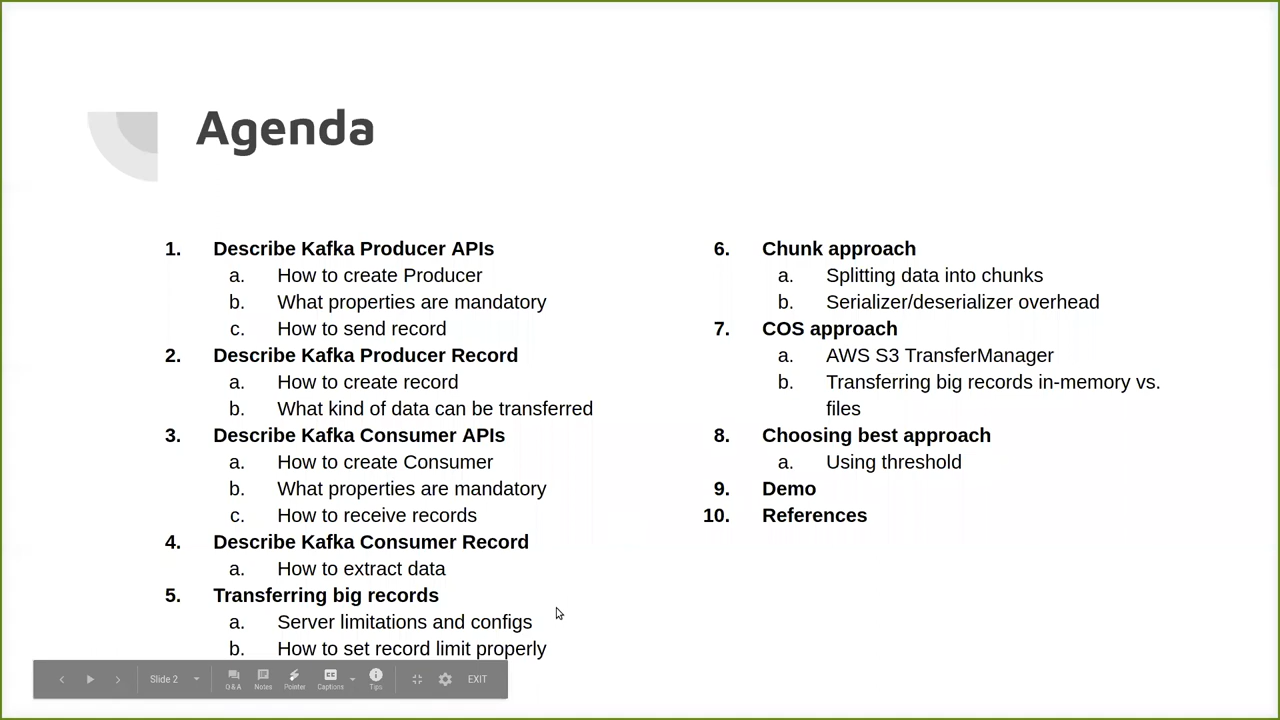 Agenda
1. Describe Kafka Producer APIs
a. How to create Producer
b. What properties are mandatory
c. How to send record
2. Describe Kafka Producer Record
a. How to create record
b. What kind of data can be transferred
3. Describe Kafka Consumer APIs
a. How to create Consumer
b. What properties are mandatory
c. How to receive records
4. Describe Kafka Consumer Record
a. How to extract data
5. Transferring big records
a. Server limitations and configs
b. How to set record limit properly
6. Chunk approach
a. Splitting data into chunks
b. Serializer/deserializer overhead
7. COS approach
a. AWS S3 TransferManager
b. Transferring big records in-memory vs.
files
8. Choosing best approach
a. Using threshold
9. Demo
10. References
Slide 2 Q&A Notes Pointer CC Captions Tips EXIT